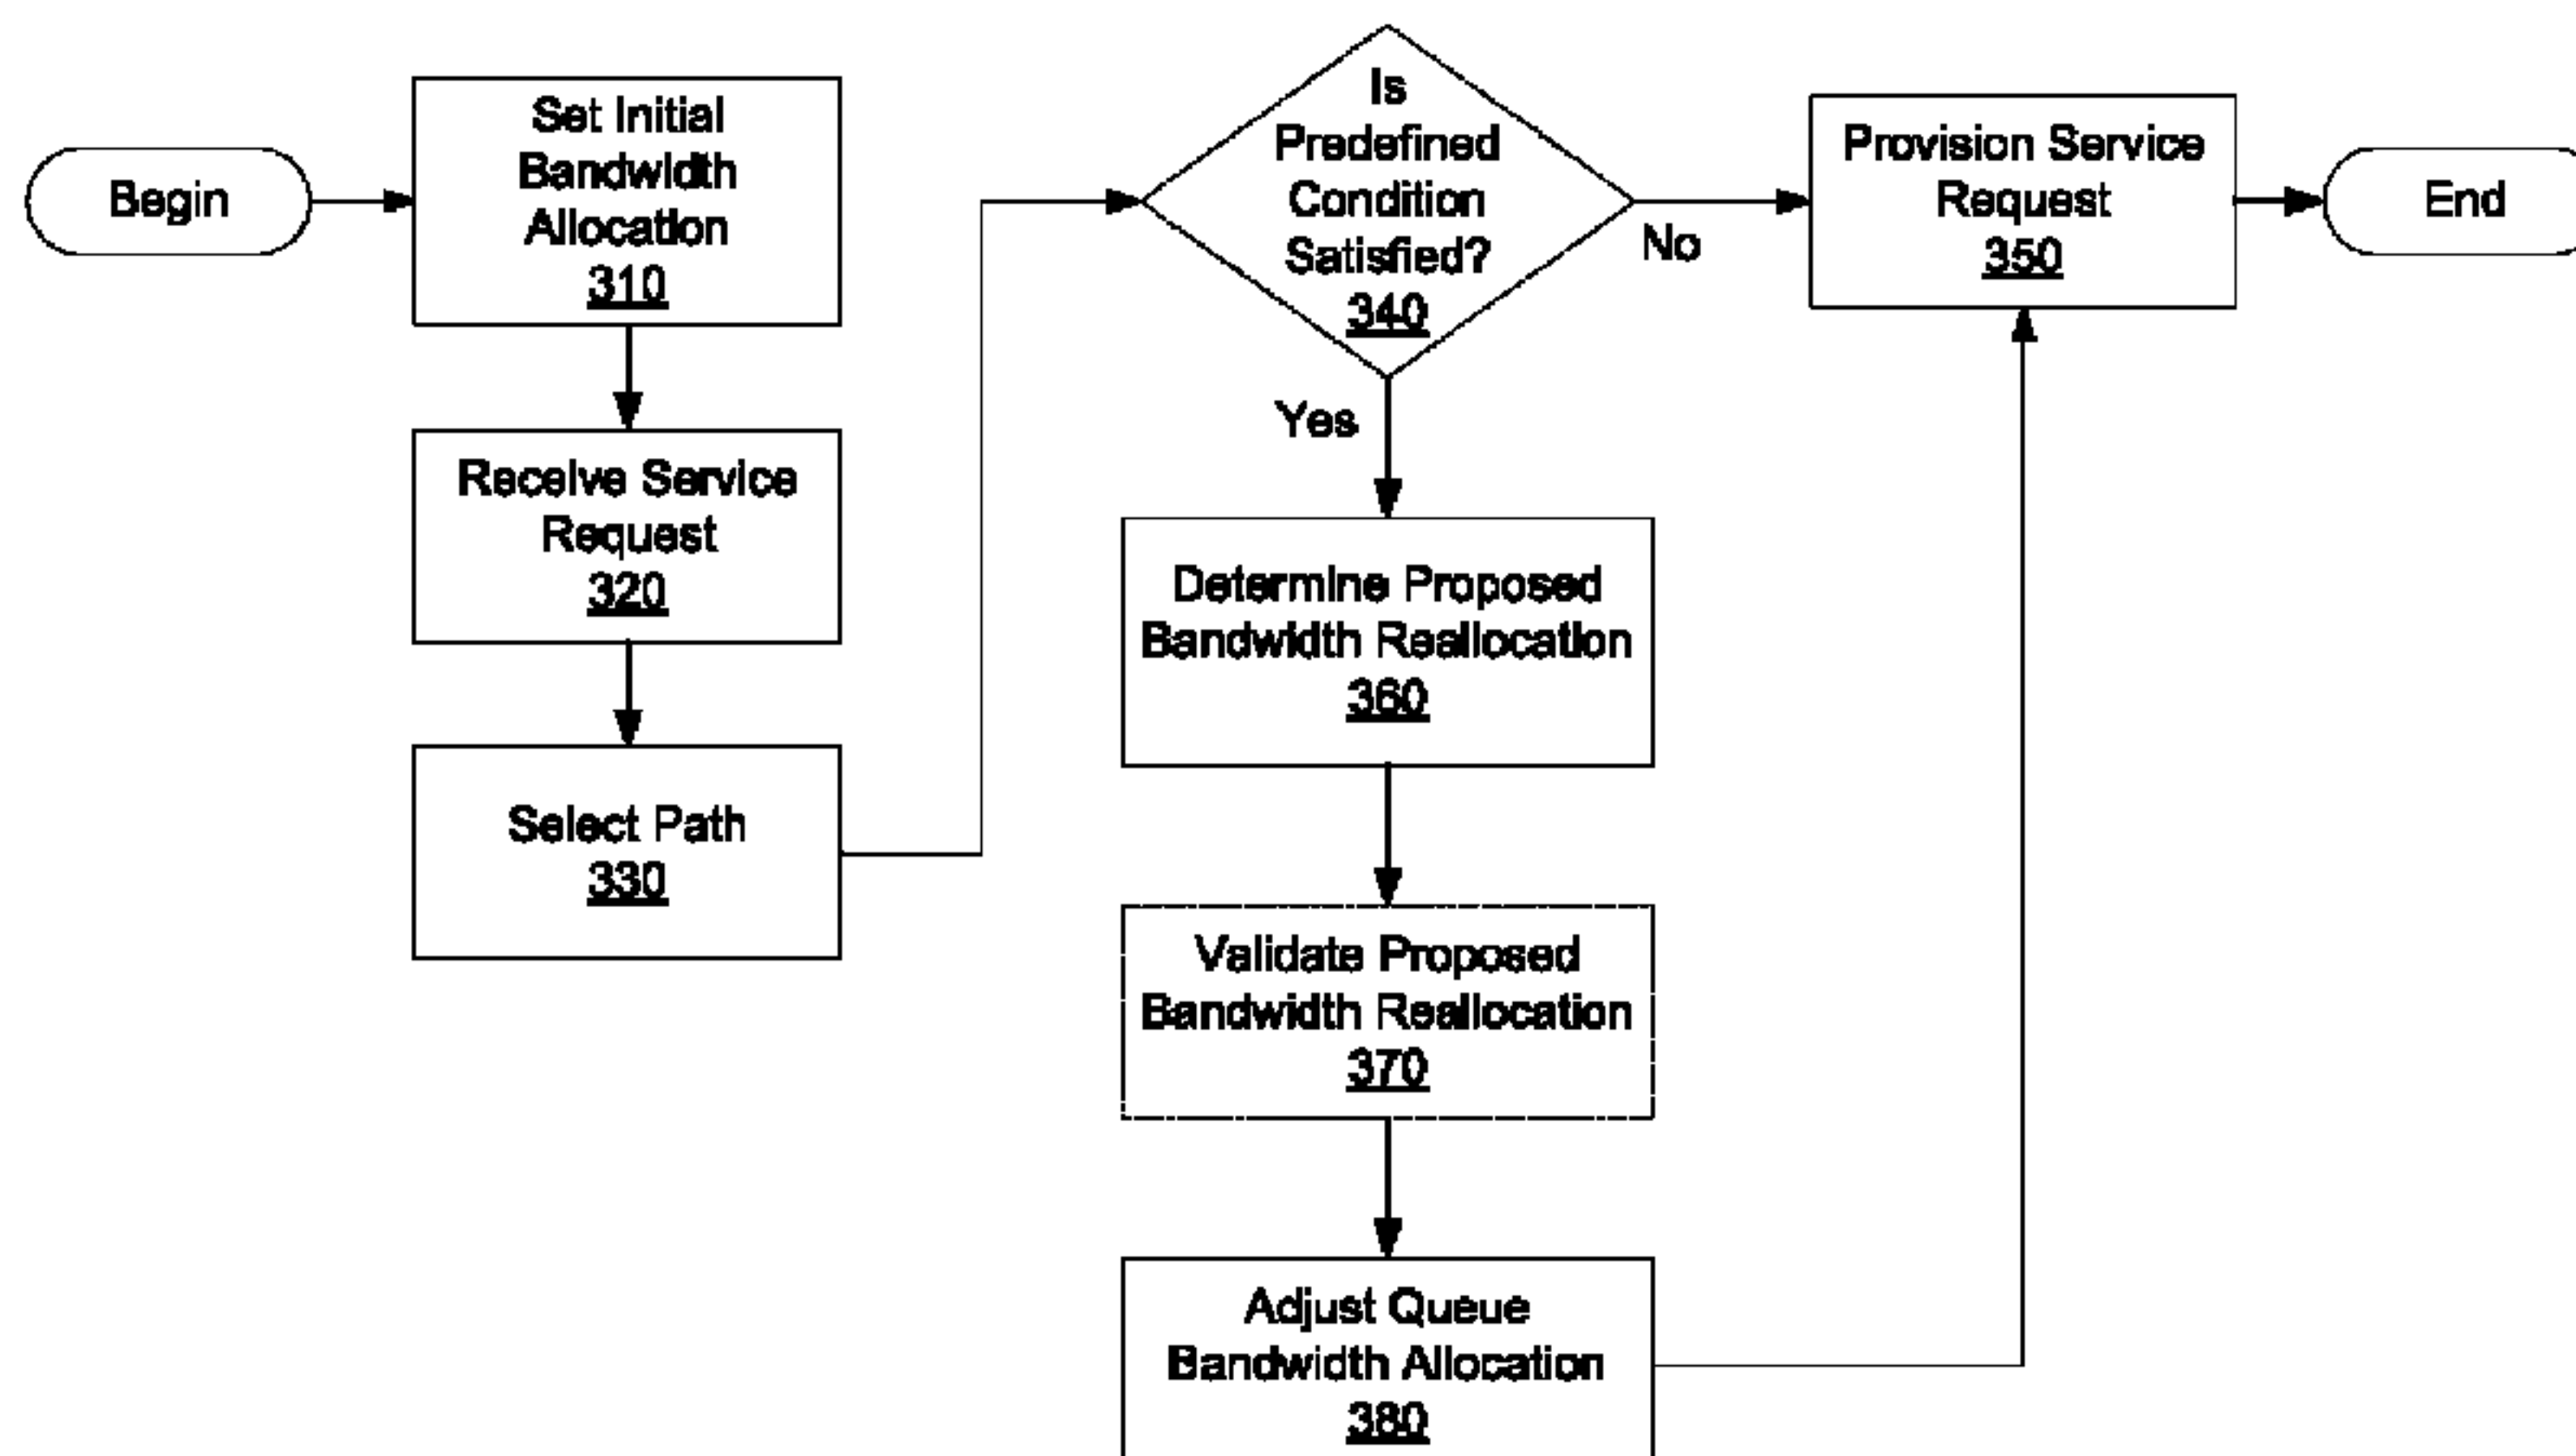 Begin
Set Initial
Bandwidth
Allocation
310
Receive Service
Request
320
Select Path
330
Is
Predefined
Condition
Satisfied?
340
No
Yes
Provision Service
Request
350
End
Determine Proposed
Bandwidth Reallocation
360
Validate Proposed
Bandwidth Reallocation
370
Adjust Queue
Bandwidth Allocation
380